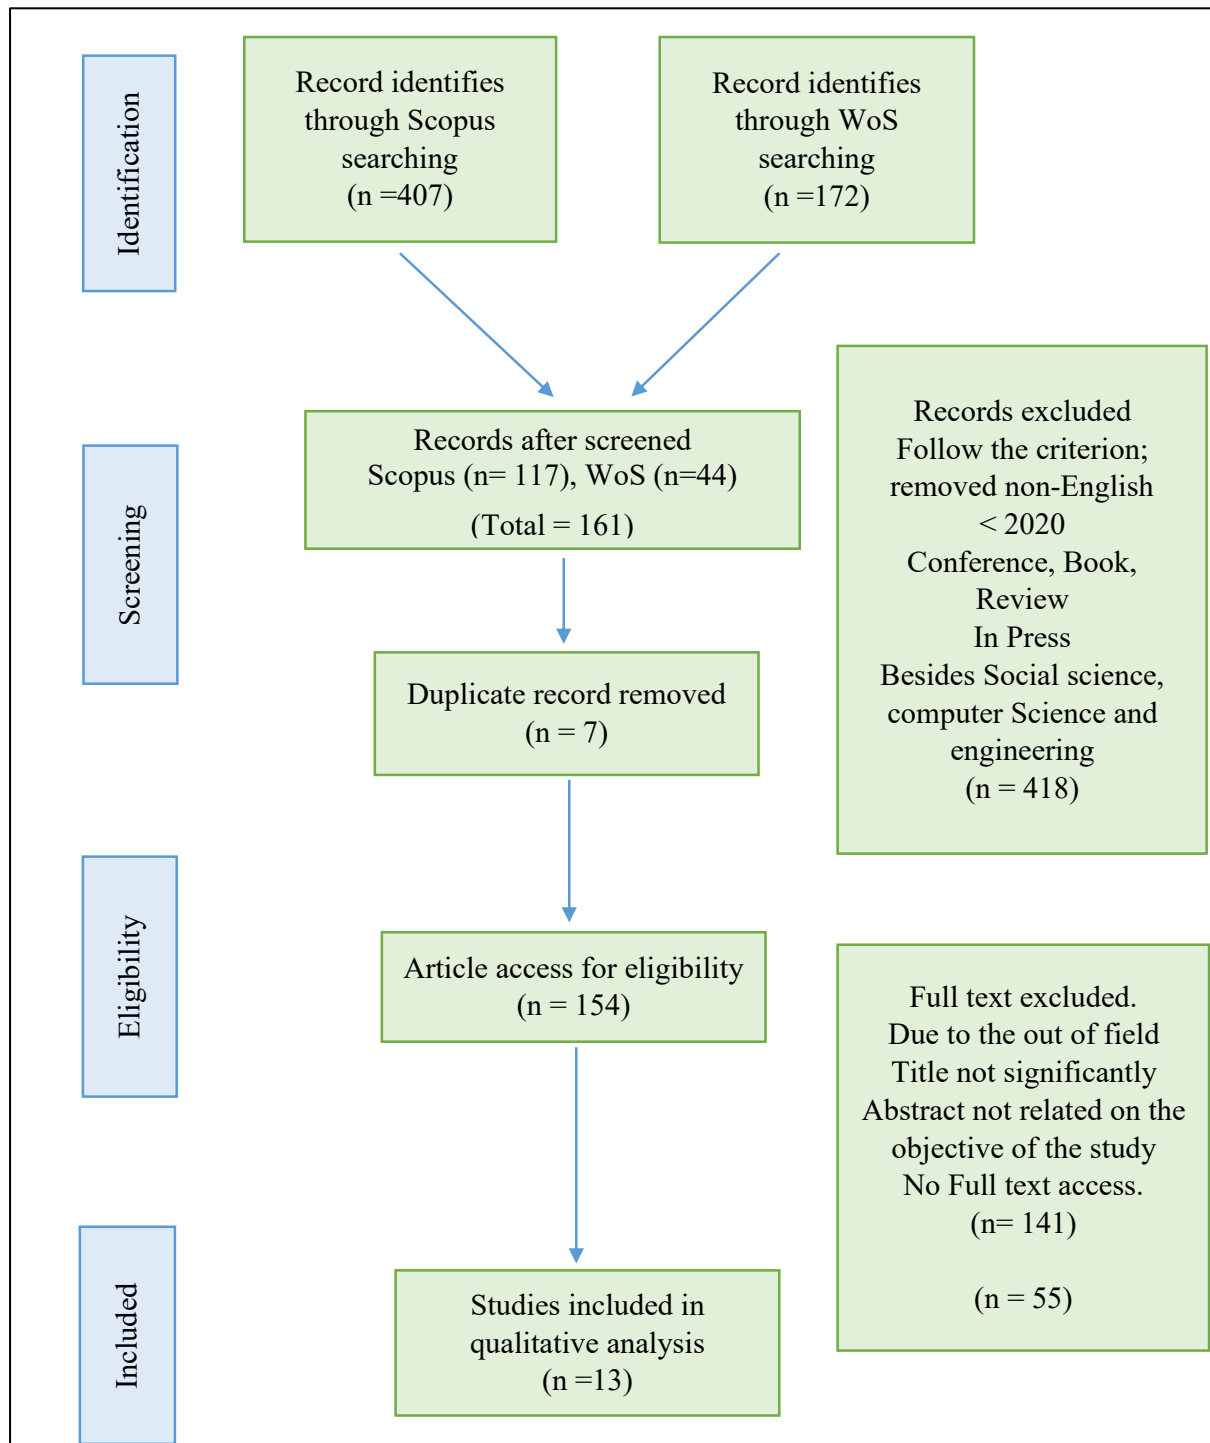 Identification
Record identifies
through Scopus
searching
(n =407)
Record identifies
through WoS
searching
(n =172)
Screening
Records after screened
Scopus (n= 117), WoS (n=44)
(Total = 161)
Records excluded
Follow the criterion;
removed non-English
< 2020
Conference, Book,
Review
In Press
Besides Social science,
computer Science and
engineering
(n = 418)
Duplicate record removed
(n = 7)
Eligibility
Article access for eligibility
(n = 154)
Full text excluded.
Due to the out of field
Title not significantly
Abstract not related on the
objective of the study
No Full text access.
(n= 141)
(n = 55)
Included
Studies included in
qualitative analysis
(n =13)